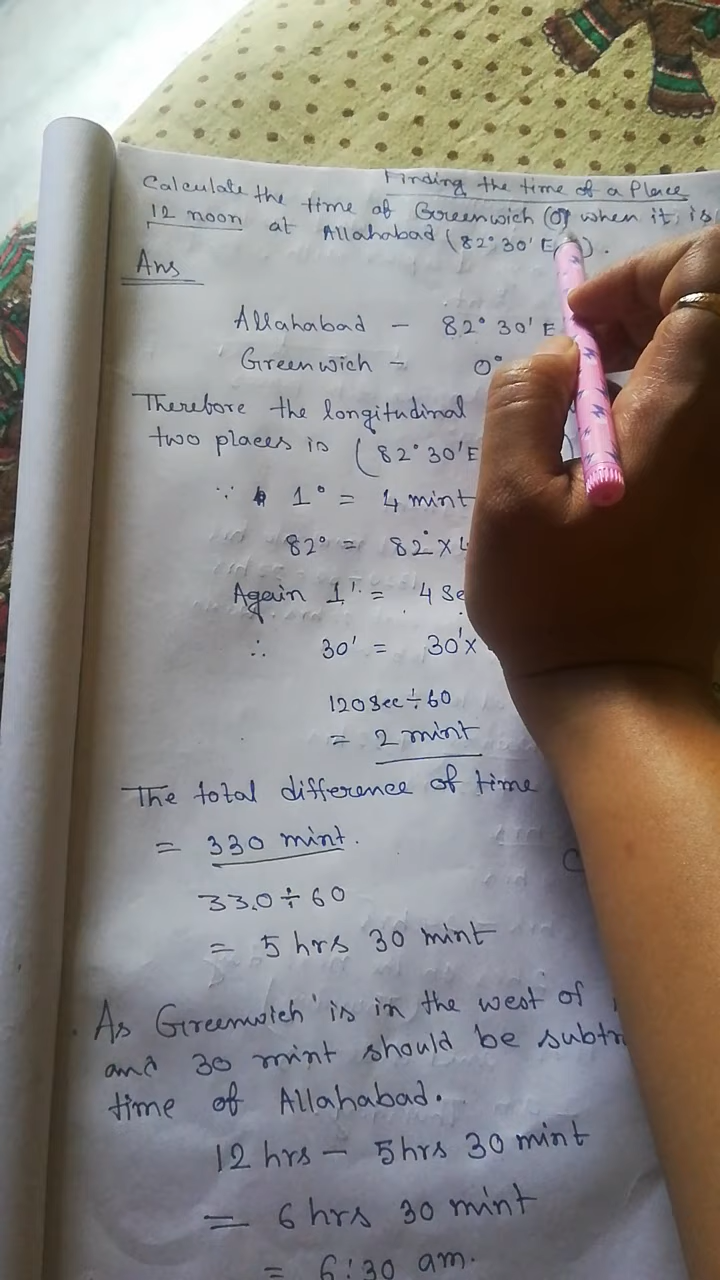 Finding the time of a Place
Calculate the time of Greenwich (0°) when it is
12 noon at Allahabad (82° 30' E).
Ans
Allahabad - 82° 30' E
Greenwich - 0°
Therefore the longitudinal
two places is (82° 30' E
∵ 1° = 4 mint
82° = 82° × 4
Again 1' = 4 Se
∴ 30' = 30' ×
120 Sec ÷ 60
= 2 mint
The total difference of time
= 330 mint.
330 ÷ 60
= 5 hrs 30 mint
As Greenwich is in the west of
and 30 mint should be subtr
time of Allahabad.
12 hrs - 5 hrs 30 mint
= 6 hrs 30 mint
= 6:30 am.